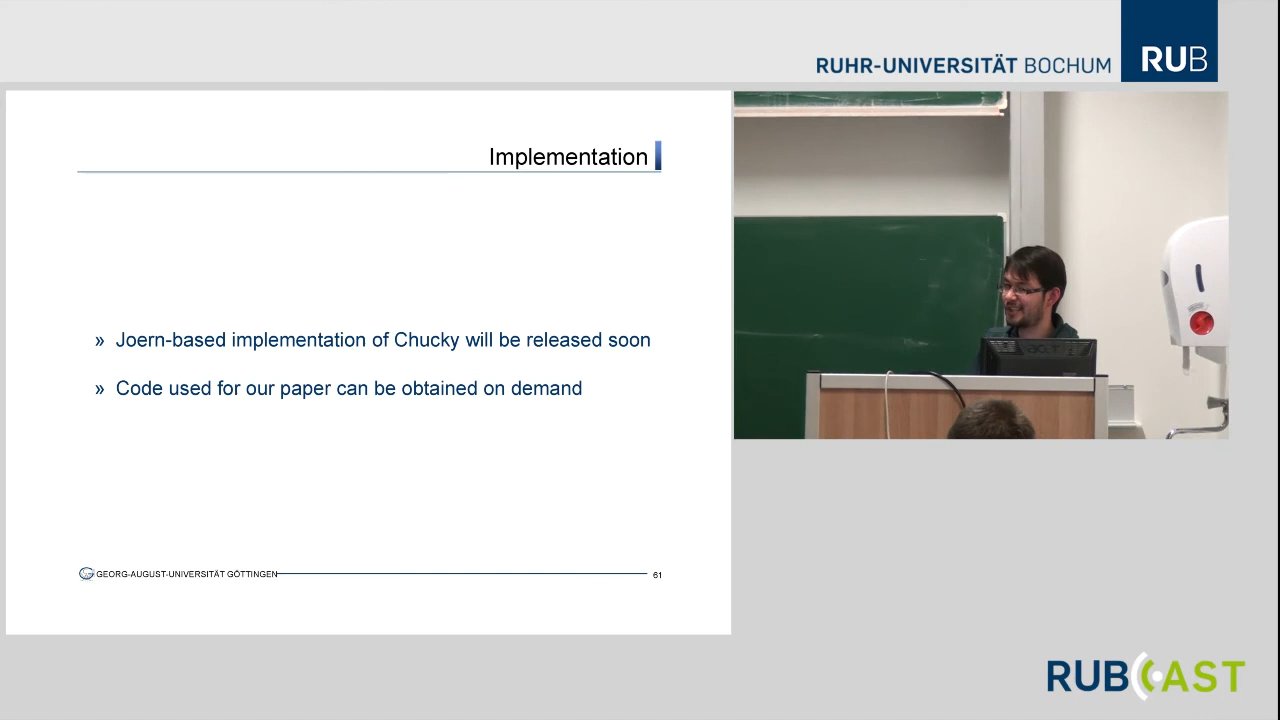 RUHR-UNIVERSITÄT BOCHUM
RUB
Implementation
» Joern-based implementation of Chucky will be released soon
» Code used for our paper can be obtained on demand
GEORG-AUGUST-UNIVERSITÄT GÖTTINGEN
61
acer
RUBCAST